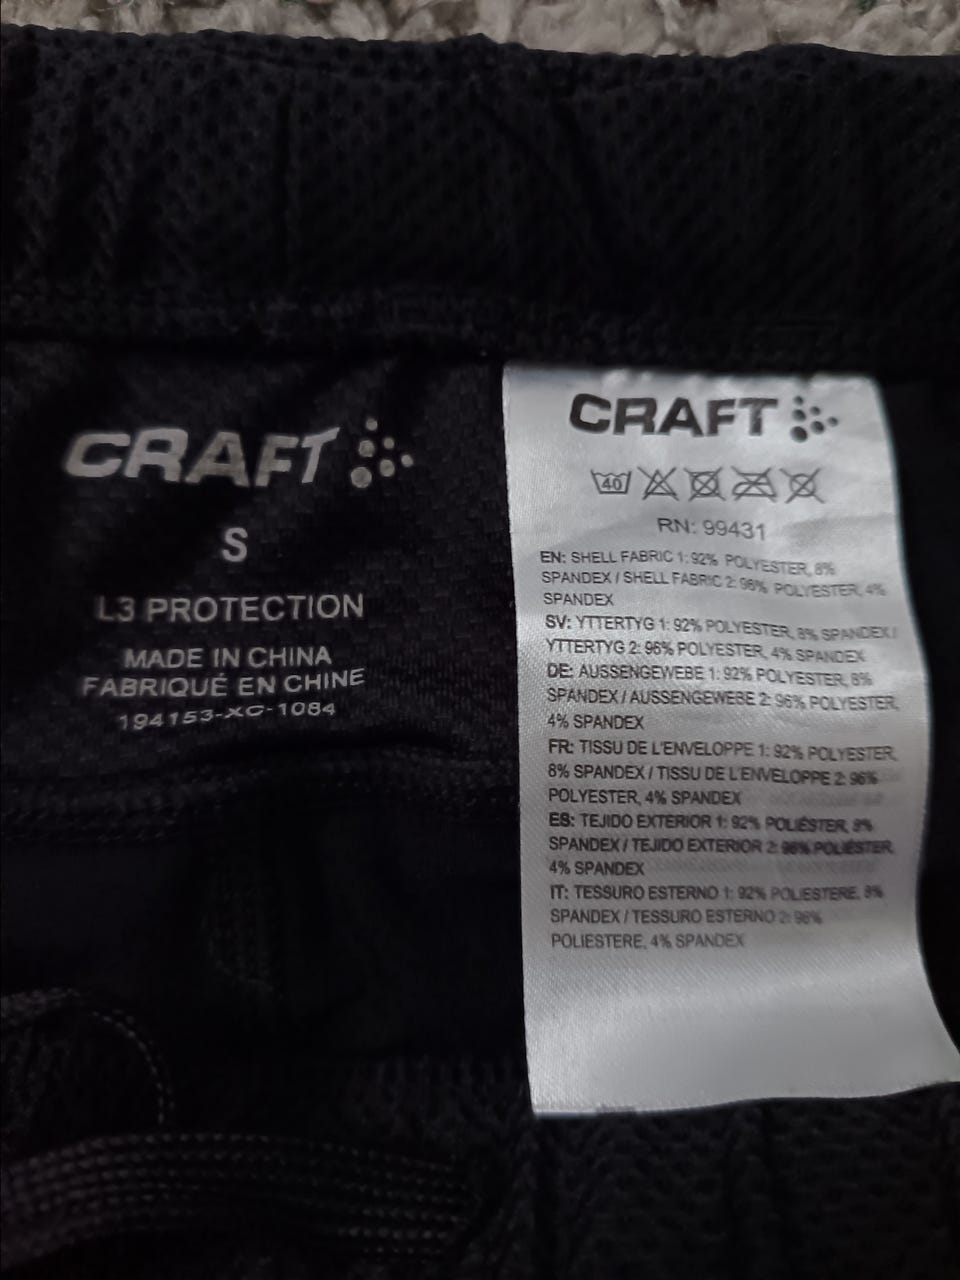 CRAFT
S
L3 PROTECTION
MADE IN CHINA
FABRIQUÉ EN CHINE
194153-XC-1084
CRAFT
40
RN: 99431
EN: SHELL FABRIC 1: 92% POLYESTER, 8%
SPANDEX / SHELL FABRIC 2: 96% POLYESTER, 4%
SPANDEX
SV: YTTERTYG 1: 92% POLYESTER, 8% SPANDEX /
YTTERTYG 2: 96% POLYESTER, 4% SPANDEX
DE: AUSSENGEWEBE 1: 92% POLYESTER, 8%
SPANDEX / AUSSENGEWEBE 2: 96% POLYESTER,
4% SPANDEX
FR: TISSU DE L'ENVELOPPE 1: 92% POLYESTER,
8% SPANDEX / TISSU DE L'ENVELOPPE 2: 96%
POLYESTER, 4% SPANDEX
ES: TEJIDO EXTERIOR 1: 92% POLIÉSTER, 8%
SPANDEX / TEJIDO EXTERIOR 2: 96% POLIÉSTER,
4% SPANDEX
IT: TESSURO ESTERNO 1: 92% POLIESTERE, 8%
SPANDEX / TESSURO ESTERNO 2: 96%
POLIESTERE, 4% SPANDEX